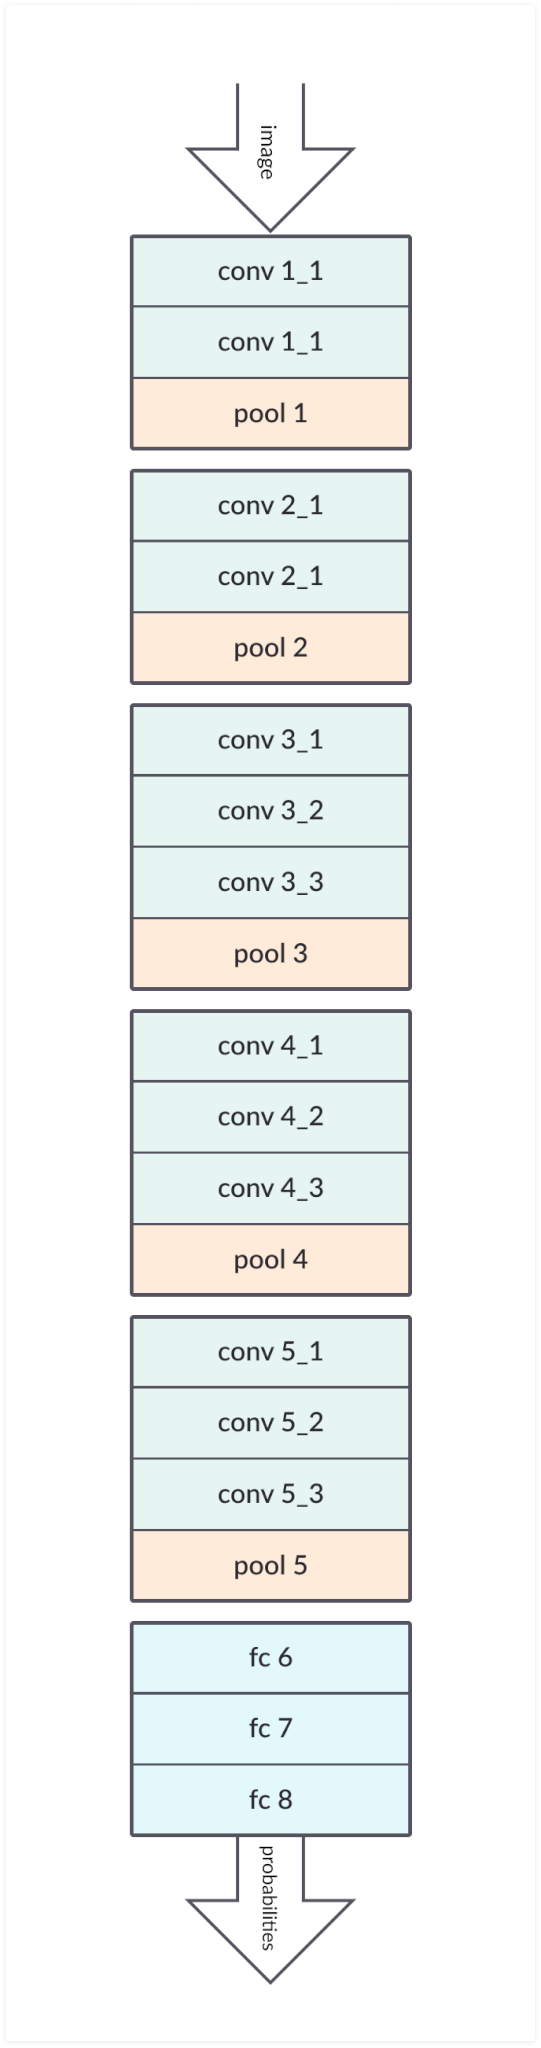 image
conv 1_1
conv 1_1
pool 1
conv 2_1
conv 2_1
pool 2
conv 3_1
conv 3_2
conv 3_3
pool 3
conv 4_1
conv 4_2
conv 4_3
pool 4
conv 5_1
conv 5_2
conv 5_3
pool 5
fc 6
fc 7
fc 8
probabilities